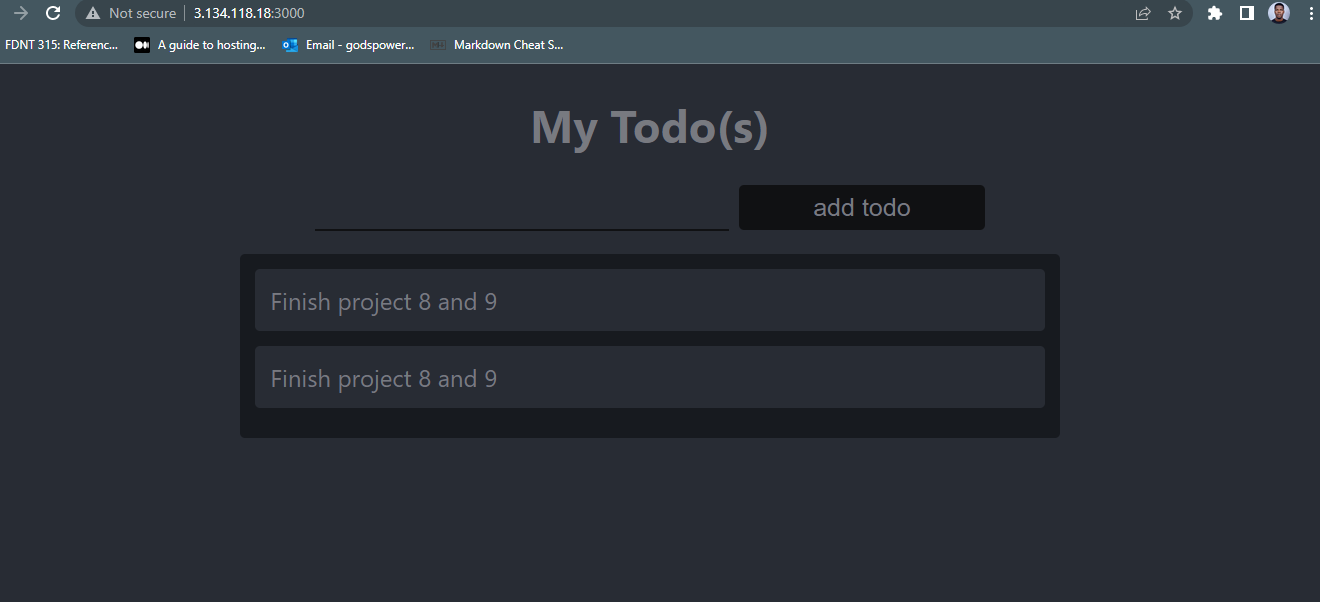 Not secure | 3.134.118.18:3000
FDNT 315: Referenc... A guide to hosting... Email - godspower... Markdown Cheat S...
My Todo(s)
add todo
Finish project 8 and 9
Finish project 8 and 9